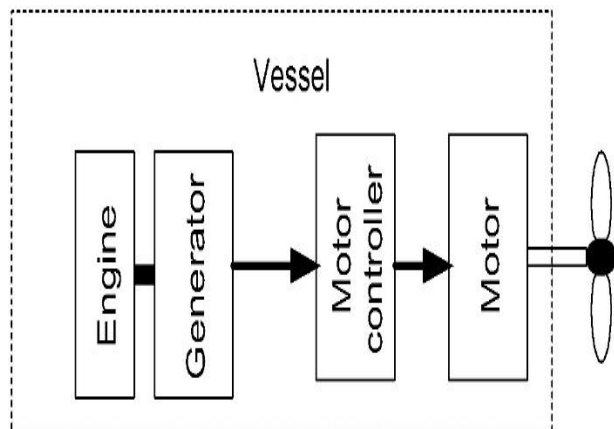 Vessel
Engine
Generator
Motor
controller
Motor